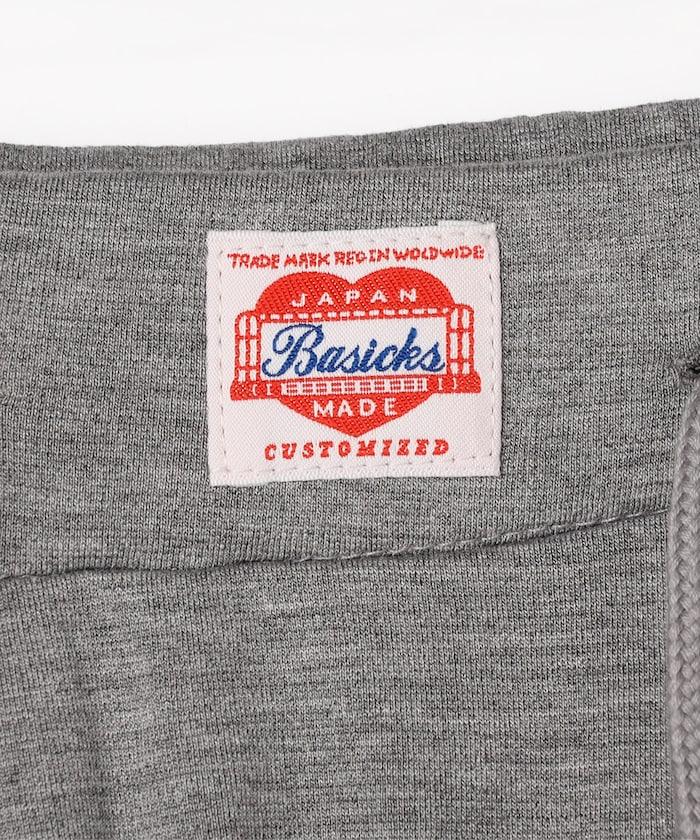 TRADE MARK REG IN WOLDWIDE
JAPAN
Basicks
MADE
CUSTOMIZED